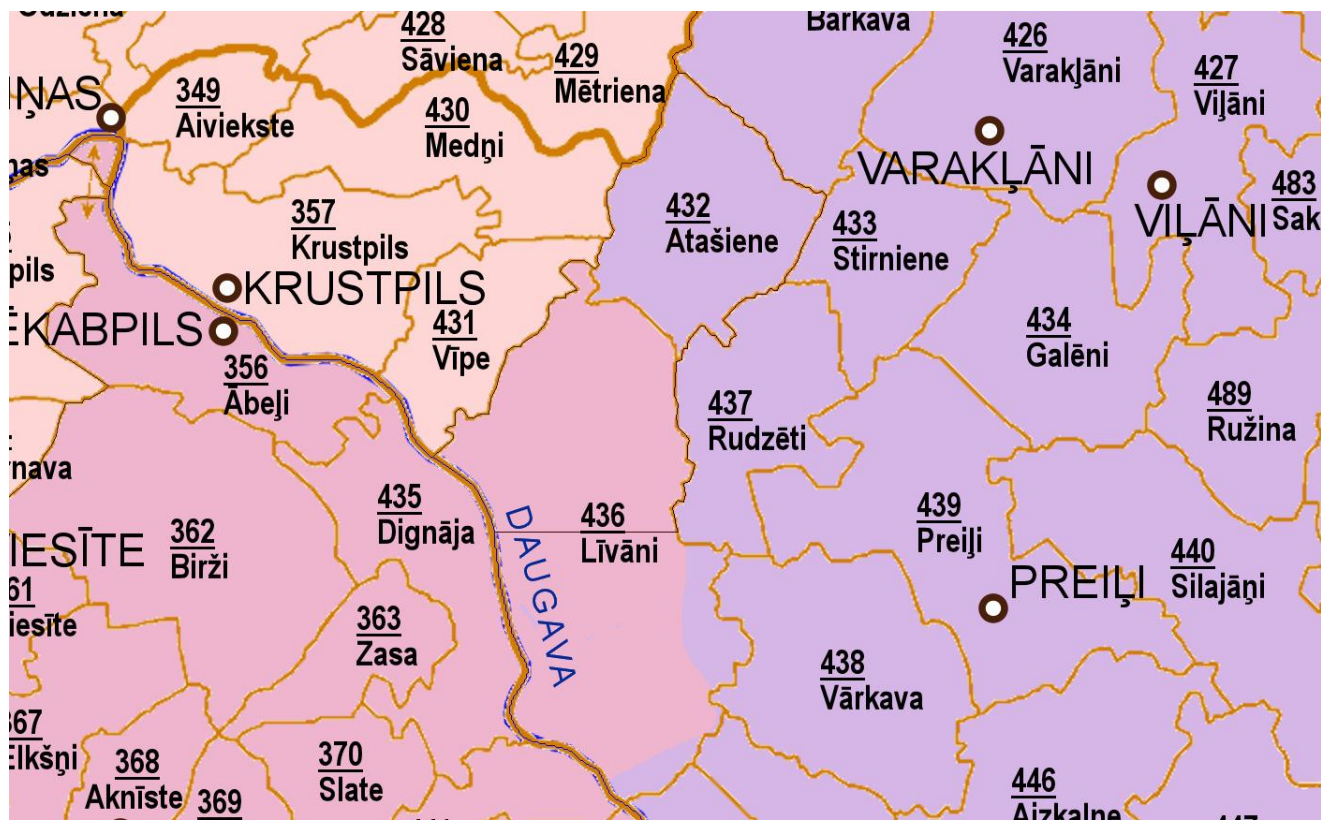 Barkava
428
Sāviena
429
Mētriena
426
Varakļāni
427
Viļāni
349
Aiviekste
430
Medņi
VARAKĻĀNI
VIĻĀNI
483
Sak
432
Atašiene
433
Stirniene
357
Krustpils
pils
KRUSTPILS
ĒKABPILS
431
Vīpe
434
Galēni
356
Ābeļi
437
Rudzēti
489
Ružina
rnava
435
Dignāja
436
Līvāni
DAUGAVA
439
Preiļi
362
Birži
IESĪTE
440
Silajāņi
PREIĻI
61
iesīte
363
Zasa
438
Vārkava
367
Elkšņi
368
Aknīste
369
370
Slate
446
Aizkalne